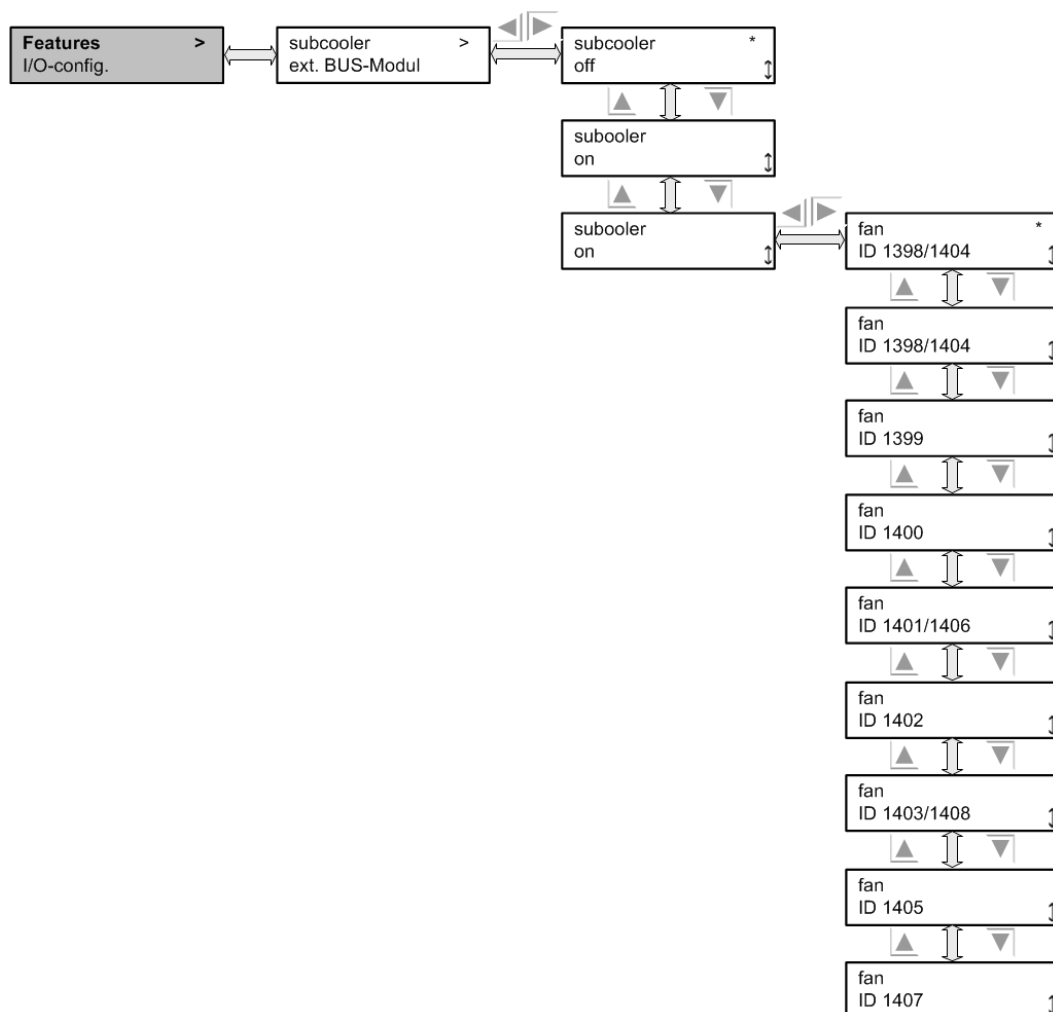 Features >
I/O-config.
subcooler >
ext. BUS-Modul
subcooler *
off
subooler
on
subooler
on
fan *
ID 1398/1404
fan
ID 1398/1404
fan
ID 1399
fan
ID 1400
fan
ID 1401/1406
fan
ID 1402
fan
ID 1403/1408
fan
ID 1405
fan
ID 1407